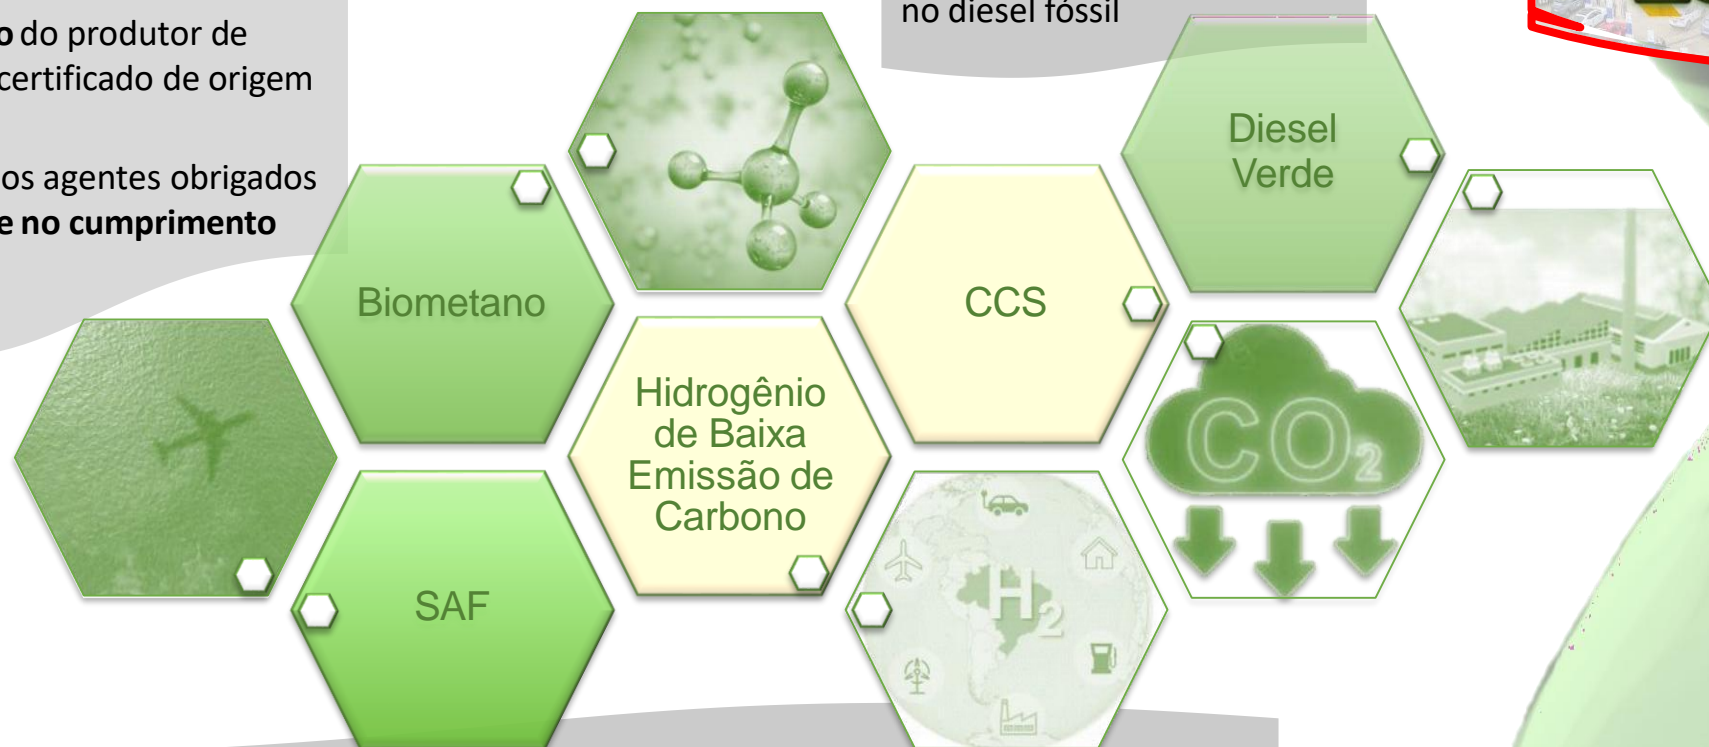 o do produtor de
certificado de origem
os agentes obrigados
e no cumprimento
no diesel fóssil
Diesel
Verde
Biometano
CCS
Hidrogênio
de Baixa
Emissão de
Carbono
CO2
SAF
H2